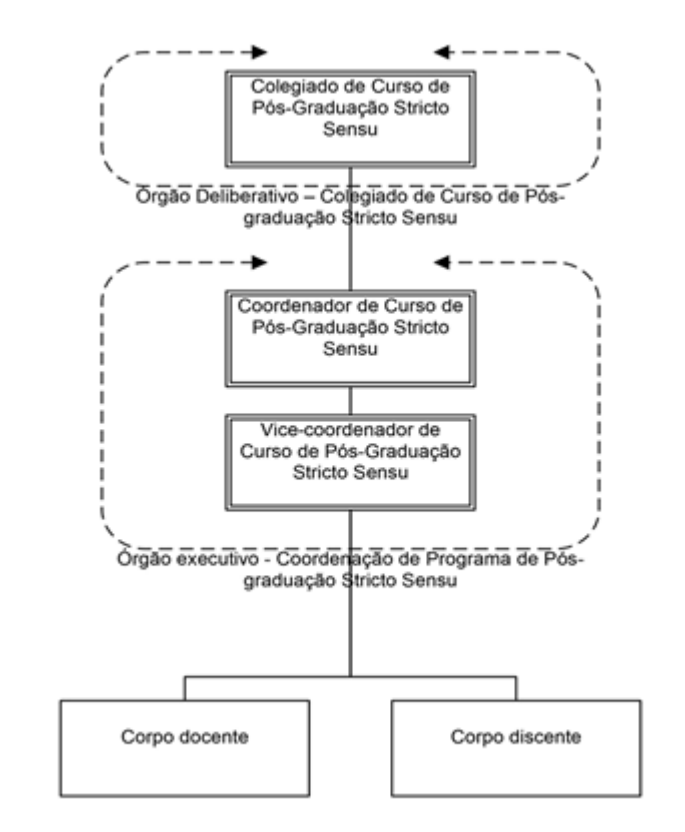 Colegiado de Curso de
Pós-Graduação Stricto
Sensu
Órgão Deliberativo – Colegiado de Curso de Pós-
graduação Stricto Sensu
Coordenador de Curso de
Pós-Graduação Stricto
Sensu
Vice-coordenador de
Curso de Pós-Graduação
Stricto Sensu
Órgão executivo - Coordenação de Programa de Pós-
graduação Stricto Sensu
Corpo docente
Corpo discente